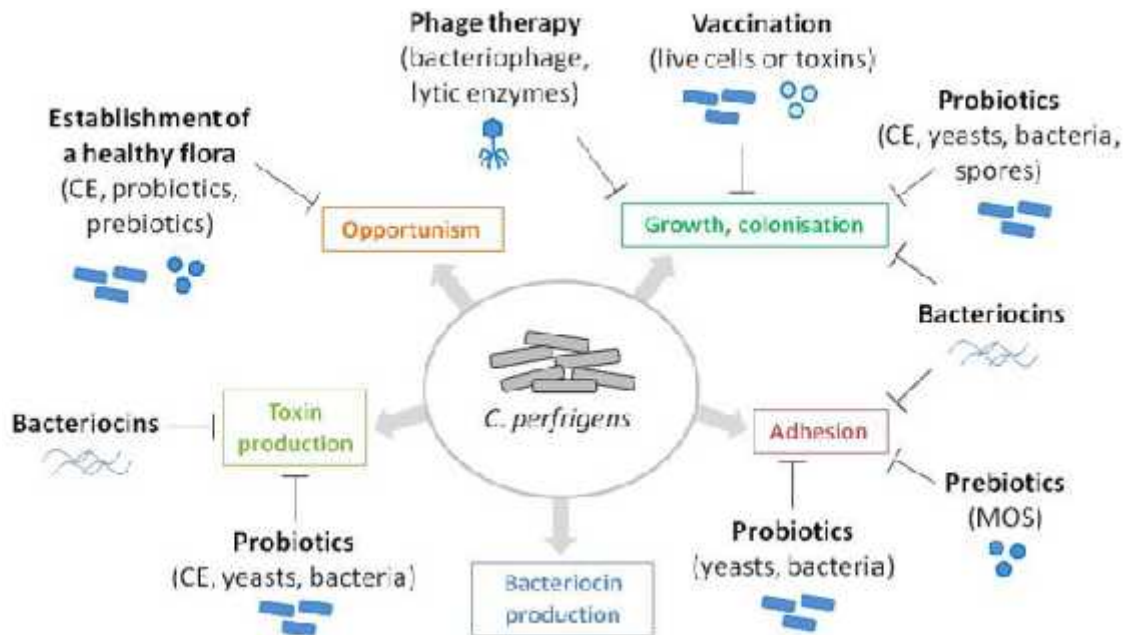 Phage therapy
(bacteriophage,
lytic enzymes)
Vaccination
(live cells or toxins)
Probiotics
(CE, yeasts, bacteria,
spores)
Establishment of
a healthy flora
(CE, probiotics,
prebiotics)
Opportunism
Growth, colonisation
Bacteriocins
C. perfrigens
Bacteriocins
Toxin
production
Adhesion
Prebiotics
(MOS)
Probiotics
(CE, yeasts, bacteria)
Bacteriocin
production
Probiotics
(yeasts, bacteria)